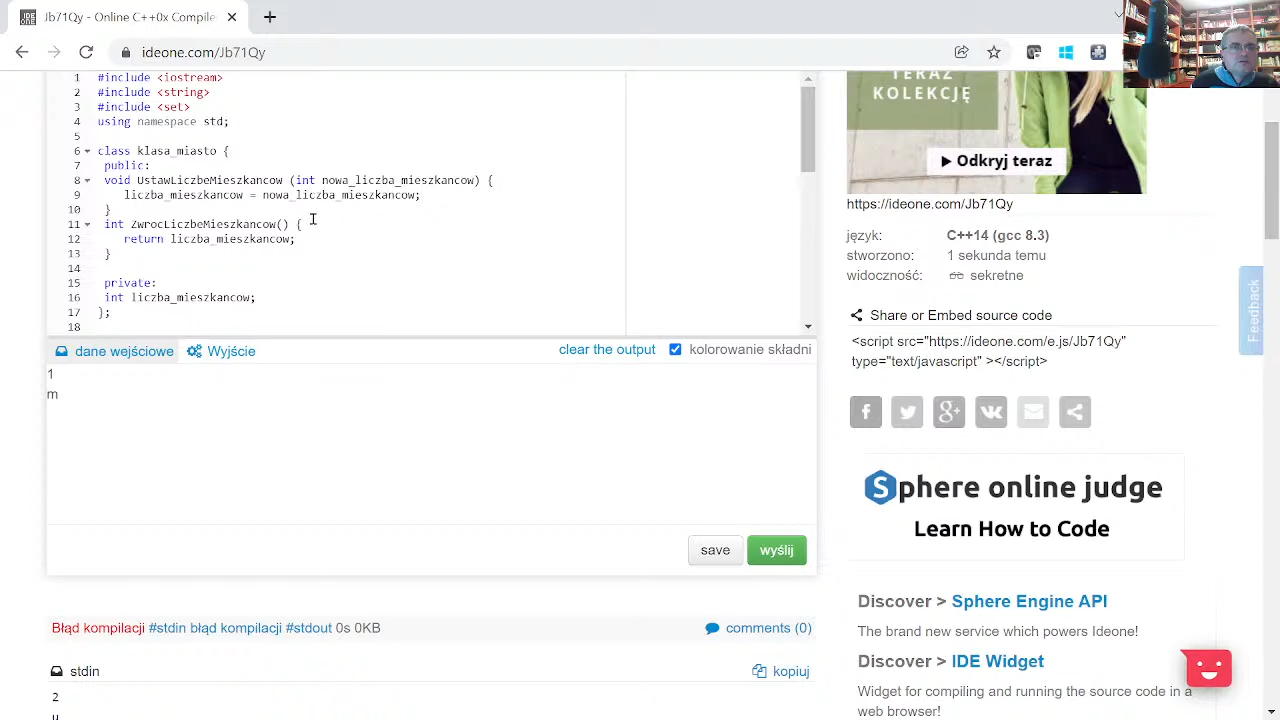 Jb71Qy - Online C++0x Compile
ideone.com/Jb71Qy
1 #include <iostream>
2 #include <string>
3 #include <set>
4 using namespace std;
5
6 class klasa_miasto {
7 public:
8 void UstawLiczbeMieszkancow (int nowa_liczba_mieszkancow) {
9 liczba_mieszkancow = nowa_liczba_mieszkancow;
10 }
11 int ZwrocLiczbeMieszkancow() {
12 return liczba_mieszkancow;
13 }
14
15 private:
16 int liczba_mieszkancow;
17 };
18
dane wejściowe Wyjście clear the output kolorowanie składni
1
m
save wyślij
Błąd kompilacji #stdin błąd kompilacji #stdout 0s 0KB comments (0)
stdin kopiuj
2
u
TERAZ
KOLEKCJĘ
Odkryj teraz
https://ideone.com/Jb71Qy
język: C++14 (gcc 8.3)
stworzono: 1 sekunda temu
widoczność: sekretne
Share or Embed source code
<script src="https://ideone.com/e.js/Jb71Qy"
type="text/javascript" ></script>
Sphere online judge
Learn How to Code
Discover > Sphere Engine API
The brand new service which powers Ideone!
Discover > IDE Widget
Widget for compiling and running the source code in a
web browser!
Feedback